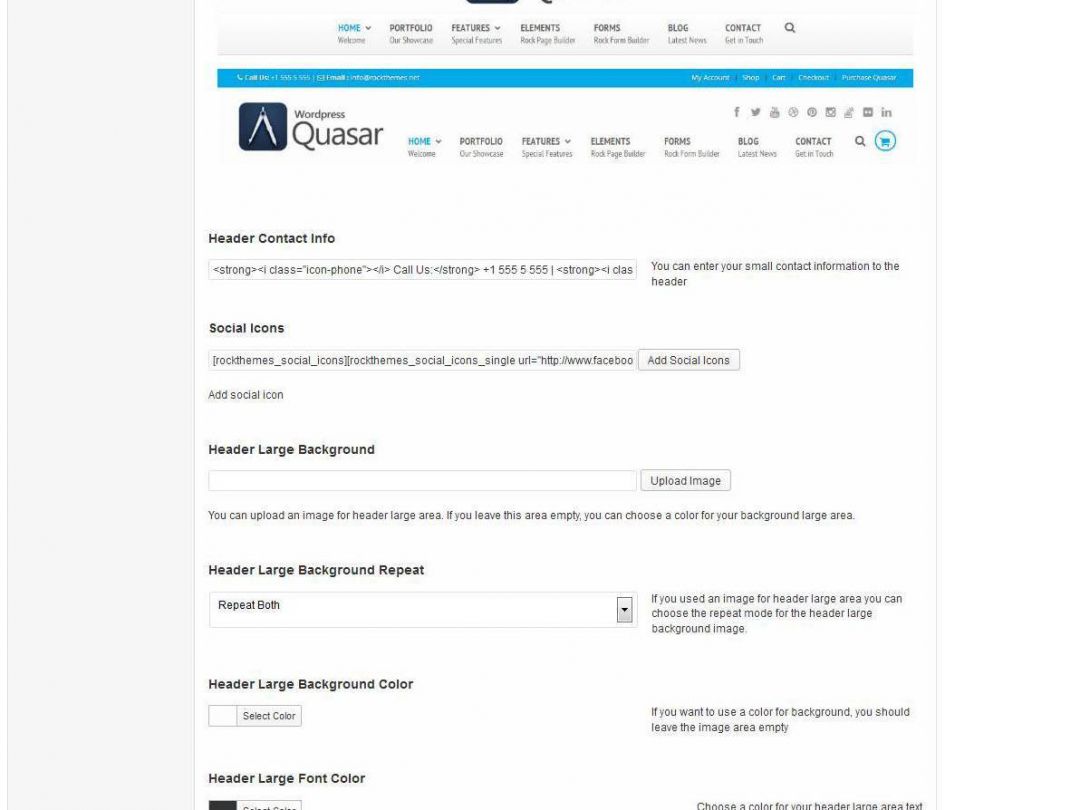 HOME PORTFOLIO FEATURES ELEMENTS FORMS BLOG CONTACT
Welcome Our Showcase Special Features Rock Page Builder Rock Form Builder Latest News Get in Touch
Call Us: +1 555 5 555 | Email : info@rockthemes.net My Account Shop Cart Checkout Purchase Quasar
Wordpress
Quasar
HOME PORTFOLIO FEATURES ELEMENTS FORMS BLOG CONTACT
Welcome Our Showcase Special Features Rock Page Builder Rock Form Builder Latest News Get in Touch
Header Contact Info
<strong><i class="icon-phone"></i> Call Us:</strong> +1 555 5 555 | <strong><i clas
You can enter your small contact information to the
header
Social Icons
[rockthemes_social_icons][rockthemes_social_icons_single url="http://www.faceboo Add Social Icons
Add social icon
Header Large Background
Upload Image
You can upload an image for header large area. If you leave this area empty, you can choose a color for your background large area.
Header Large Background Repeat
Repeat Both
If you used an image for header large area you can
choose the repeat mode for the header large
background image.
Header Large Background Color
Select Color
If you want to use a color for background, you should
leave the image area empty
Header Large Font Color
Select Color
Choose a color for your header large area text